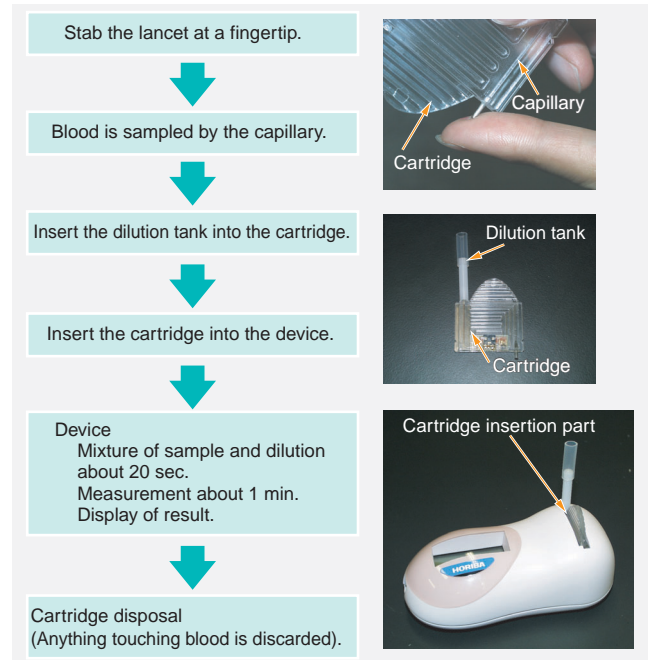 Stab the lancet at a fingertip.
Blood is sampled by the capillary.
Insert the dilution tank into the cartridge.
Insert the cartridge into the device.
Device
Mixture of sample and dilution
about 20 sec.
Measurement about 1 min.
Display of result.
Cartridge disposal
(Anything touching blood is discarded).
Capillary
Cartridge
Dilution tank
Cartridge
Cartridge insertion part
HORIBA